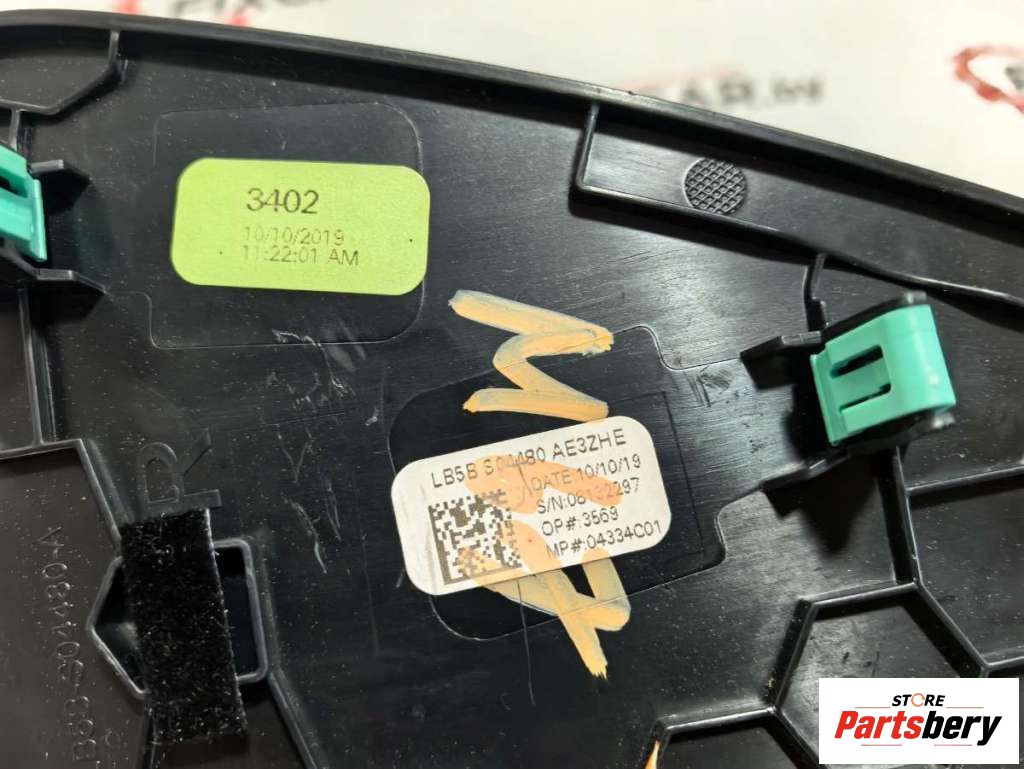 3402
10/10/2019
11:22:01 AM
LB5B S04480 AE3ZHE
DATE:10/10/19
S/N:08132297
OP#:3569
MP#:04334C01
R
STORE
Partsbery